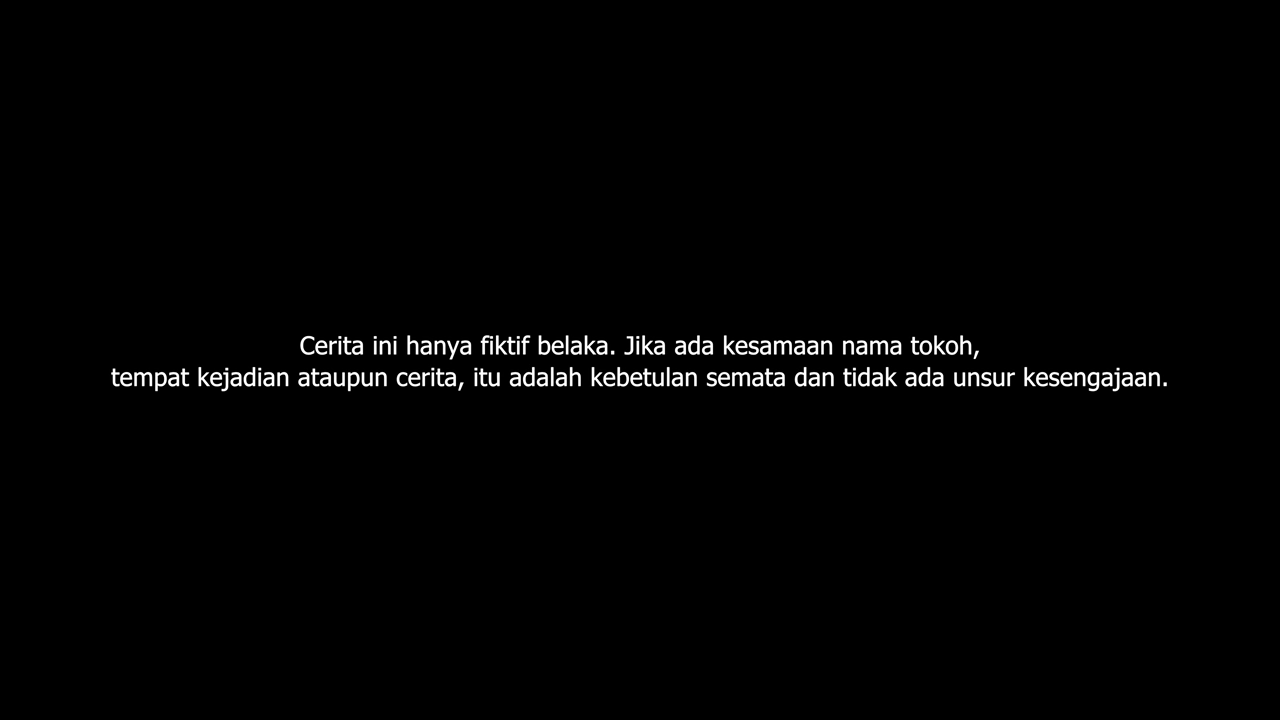 Cerita ini hanya fiktif belaka. Jika ada kesamaan nama tokoh,
tempat kejadian ataupun cerita, itu adalah kebetulan semata dan tidak ada unsur kesengajaan.